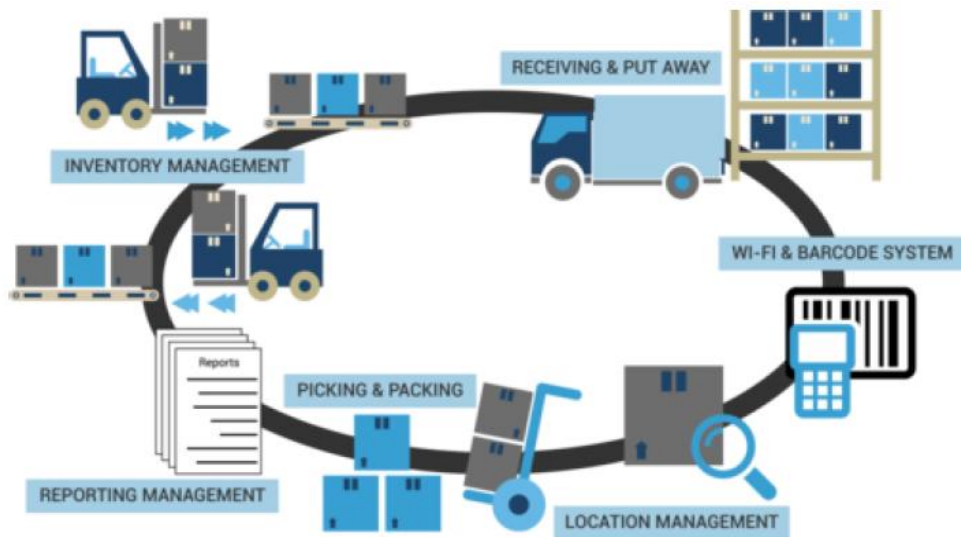 RECEIVING & PUT AWAY
INVENTORY MANAGEMENT
WI-FI & BARCODE SYSTEM
Reports
PICKING & PACKING
REPORTING MANAGEMENT
LOCATION MANAGEMENT